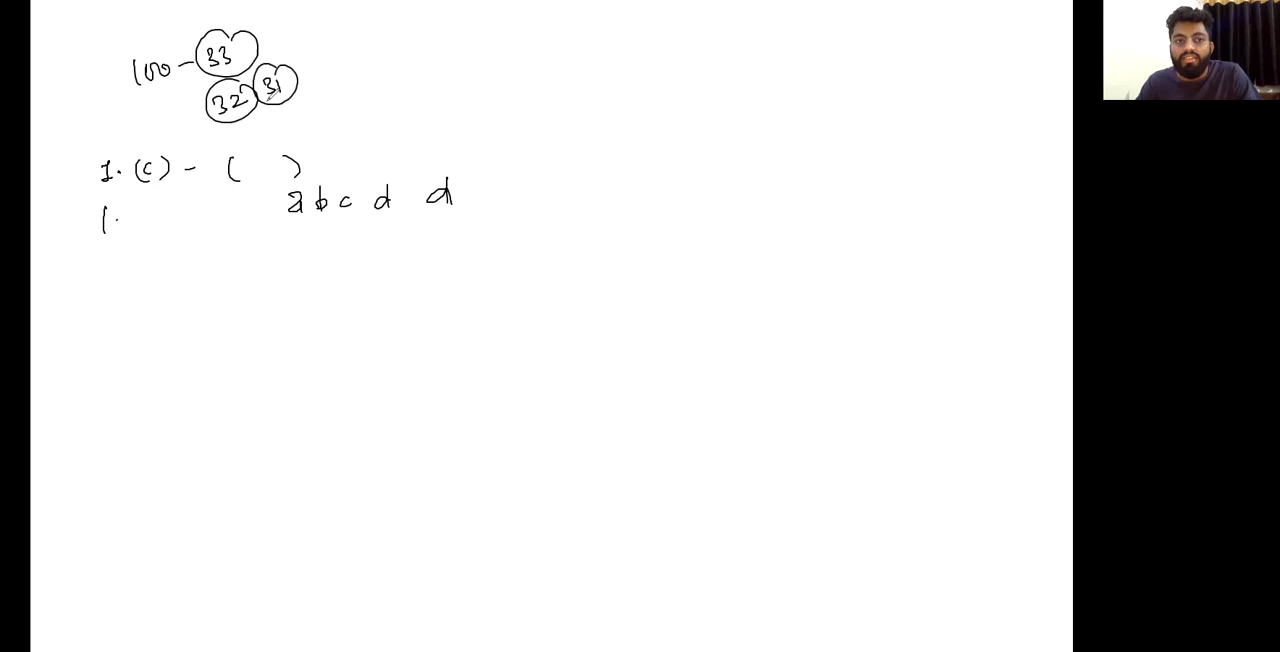 100 - 33
32 31
1. (c) - ( )
a b c d d
1.